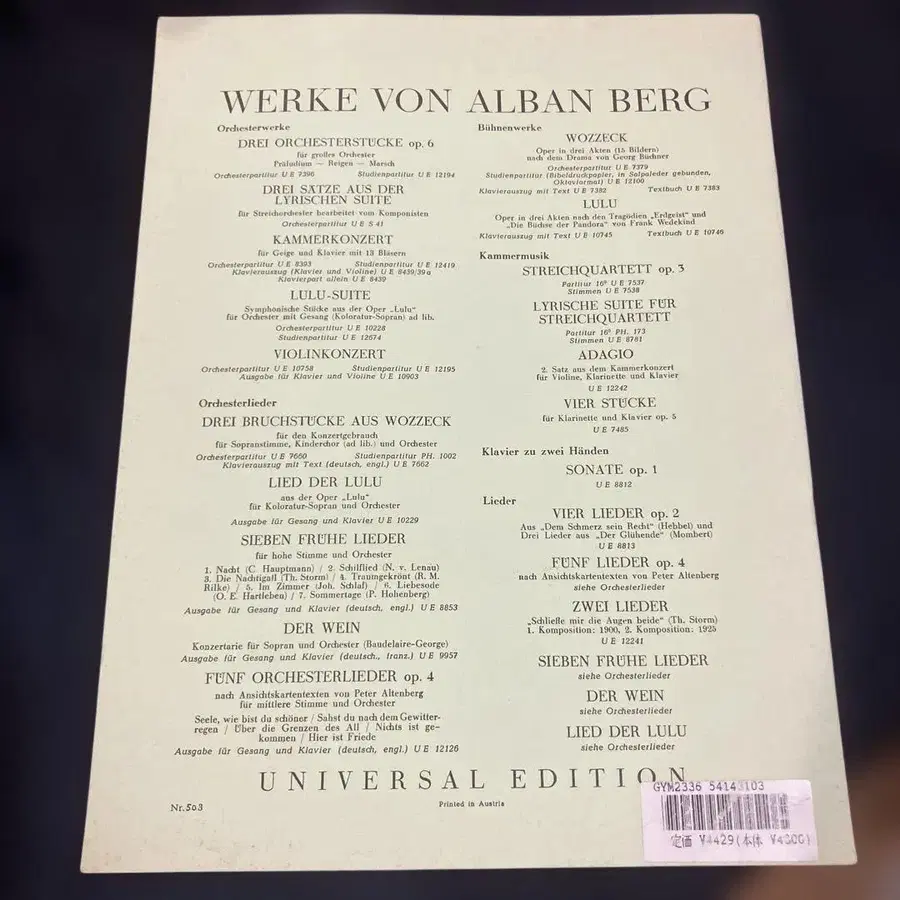 WERKE VON ALBAN BERG
Orchesterwerke
DREI ORCHESTERSTÜCKE op. 6
für großes Orchester
Präludium — Reigen — Marsch
Orchesterpartitur U E 7396 Studienpartitur U E 12194
DREI SÄTZE AUS DER
LYRISCHEN SUITE
für Streichorchester bearbeitet vom Komponisten
Orchesterpartitur U E S 41
KAMMERKONZERT
für Geige und Klavier mit 13 Bläsern
Orchesterpartitur U E 8393 Studienpartitur U E 12419
Klavierauszug (Klavier und Violine) U E 8439/39a
Klavierpart allein U E 8439
LULU-SUITE
Symphonische Stücke aus der Oper „Lulu“
für Orchester mit Gesang (Koloratur-Sopran) ad lib.
Orchesterpartitur U E 10228
Studienpartitur U E 12674
VIOLINKONZERT
Orchesterpartitur U E 10758 Studienpartitur U E 12195
Ausgabe für Klavier und Violine U E 10903
Orchesterlieder
DREI BRUCHSTÜCKE AUS WOZZECK
für den Konzertgebrauch
für Sopranstimme, Kinderchor (ad lib.) und Orchester
Orchesterpartitur U E 7660 Studienpartitur PH. 1002
Klavierauszug mit Text (deutsch, engl.) U E 7662
LIED DER LULU
aus der Oper „Lulu“
für Koloratur-Sopran und Orchester
Ausgabe für Gesang und Klavier U E 10229
SIEBEN FRÜHE LIEDER
für hohe Stimme und Orchester
1. Nacht (C. Hauptmann) / 2. Schilflied (N. v. Lenau)
3. Die Nachtigall (Th. Storm) / 4. Traumgekrönt (R. M.
Rilke) / 5. Im Zimmer (Joh. Schlaf) / 6. Liebesode
(O. E. Hartleben) / 7. Sommertage (P. Hohenberg)
Ausgabe für Gesang und Klavier (deutsch, engl.) U E 8853
DER WEIN
Konzertarie für Sopran und Orchester (Baudelaire-George)
Ausgabe für Gesang und Klavier (deutsch., franz.) U E 9957
FÜNF ORCHESTERLIEDER op. 4
nach Ansichtskartentexten von Peter Altenberg
für mittlere Stimme und Orchester
Seele, wie bist du schöner / Sahst du nach dem Gewitter-
regen / Über die Grenzen des All / Nichts ist ge-
kommen / Hier ist Friede
Ausgabe für Gesang und Klavier (deutsch, engl.) U E 12126
Bühnenwerke
WOZZECK
Oper in drei Akten (15 Bildern)
nach dem Drama von Georg Büchner
Orchesterpartitur U E 7379
Studienpartitur (Bibeldruckpapier, in Salpaleder gebunden,
Oktavformat) U E 12100
Klavierauszug mit Text U E 7382 Textbuch U E 7383
LULU
Oper in drei Akten nach den Tragödien „Erdgeist“ und
„Die Büchse der Pandora“ von Frank Wedekind
Klavierauszug mit Text U E 10745 Textbuch U E 10746
Kammermusik
STREICHQUARTETT op. 3
Partitur 16° U E 7537
Stimmen U E 7538
LYRISCHE SUITE FÜR
STREICHQUARTETT
Partitur 16° PH. 173
Stimmen U E 8781
ADAGIO
2. Satz aus dem Kammerkonzert
für Violine, Klarinette und Klavier
U E 12242
VIER STÜCKE
für Klarinette und Klavier op. 5
U E 7485
Klavier zu zwei Händen
SONATE op. 1
U E 8812
Lieder
VIER LIEDER op. 2
Aus „Dem Schmerz sein Recht“ (Hebbel) und
Drei Lieder aus „Der Glühende“ (Mombert)
U E 8813
FÜNF LIEDER op. 4
nach Ansichtskartentexten von Peter Altenberg
siehe Orchesterlieder
ZWEI LIEDER
„Schließe mir die Augen beide“ (Th. Storm)
1. Komposition: 1900, 2. Komposition: 1925
U E 12241
SIEBEN FRÜHE LIEDER
siehe Orchesterlieder
DER WEIN
siehe Orchesterlieder
LIED DER LULU
siehe Orchesterlieder
UNIVERSAL EDITION
Nr. 503
Printed in Austria
GYM2336 54143103
定価 ¥4429(本体 ¥4300)